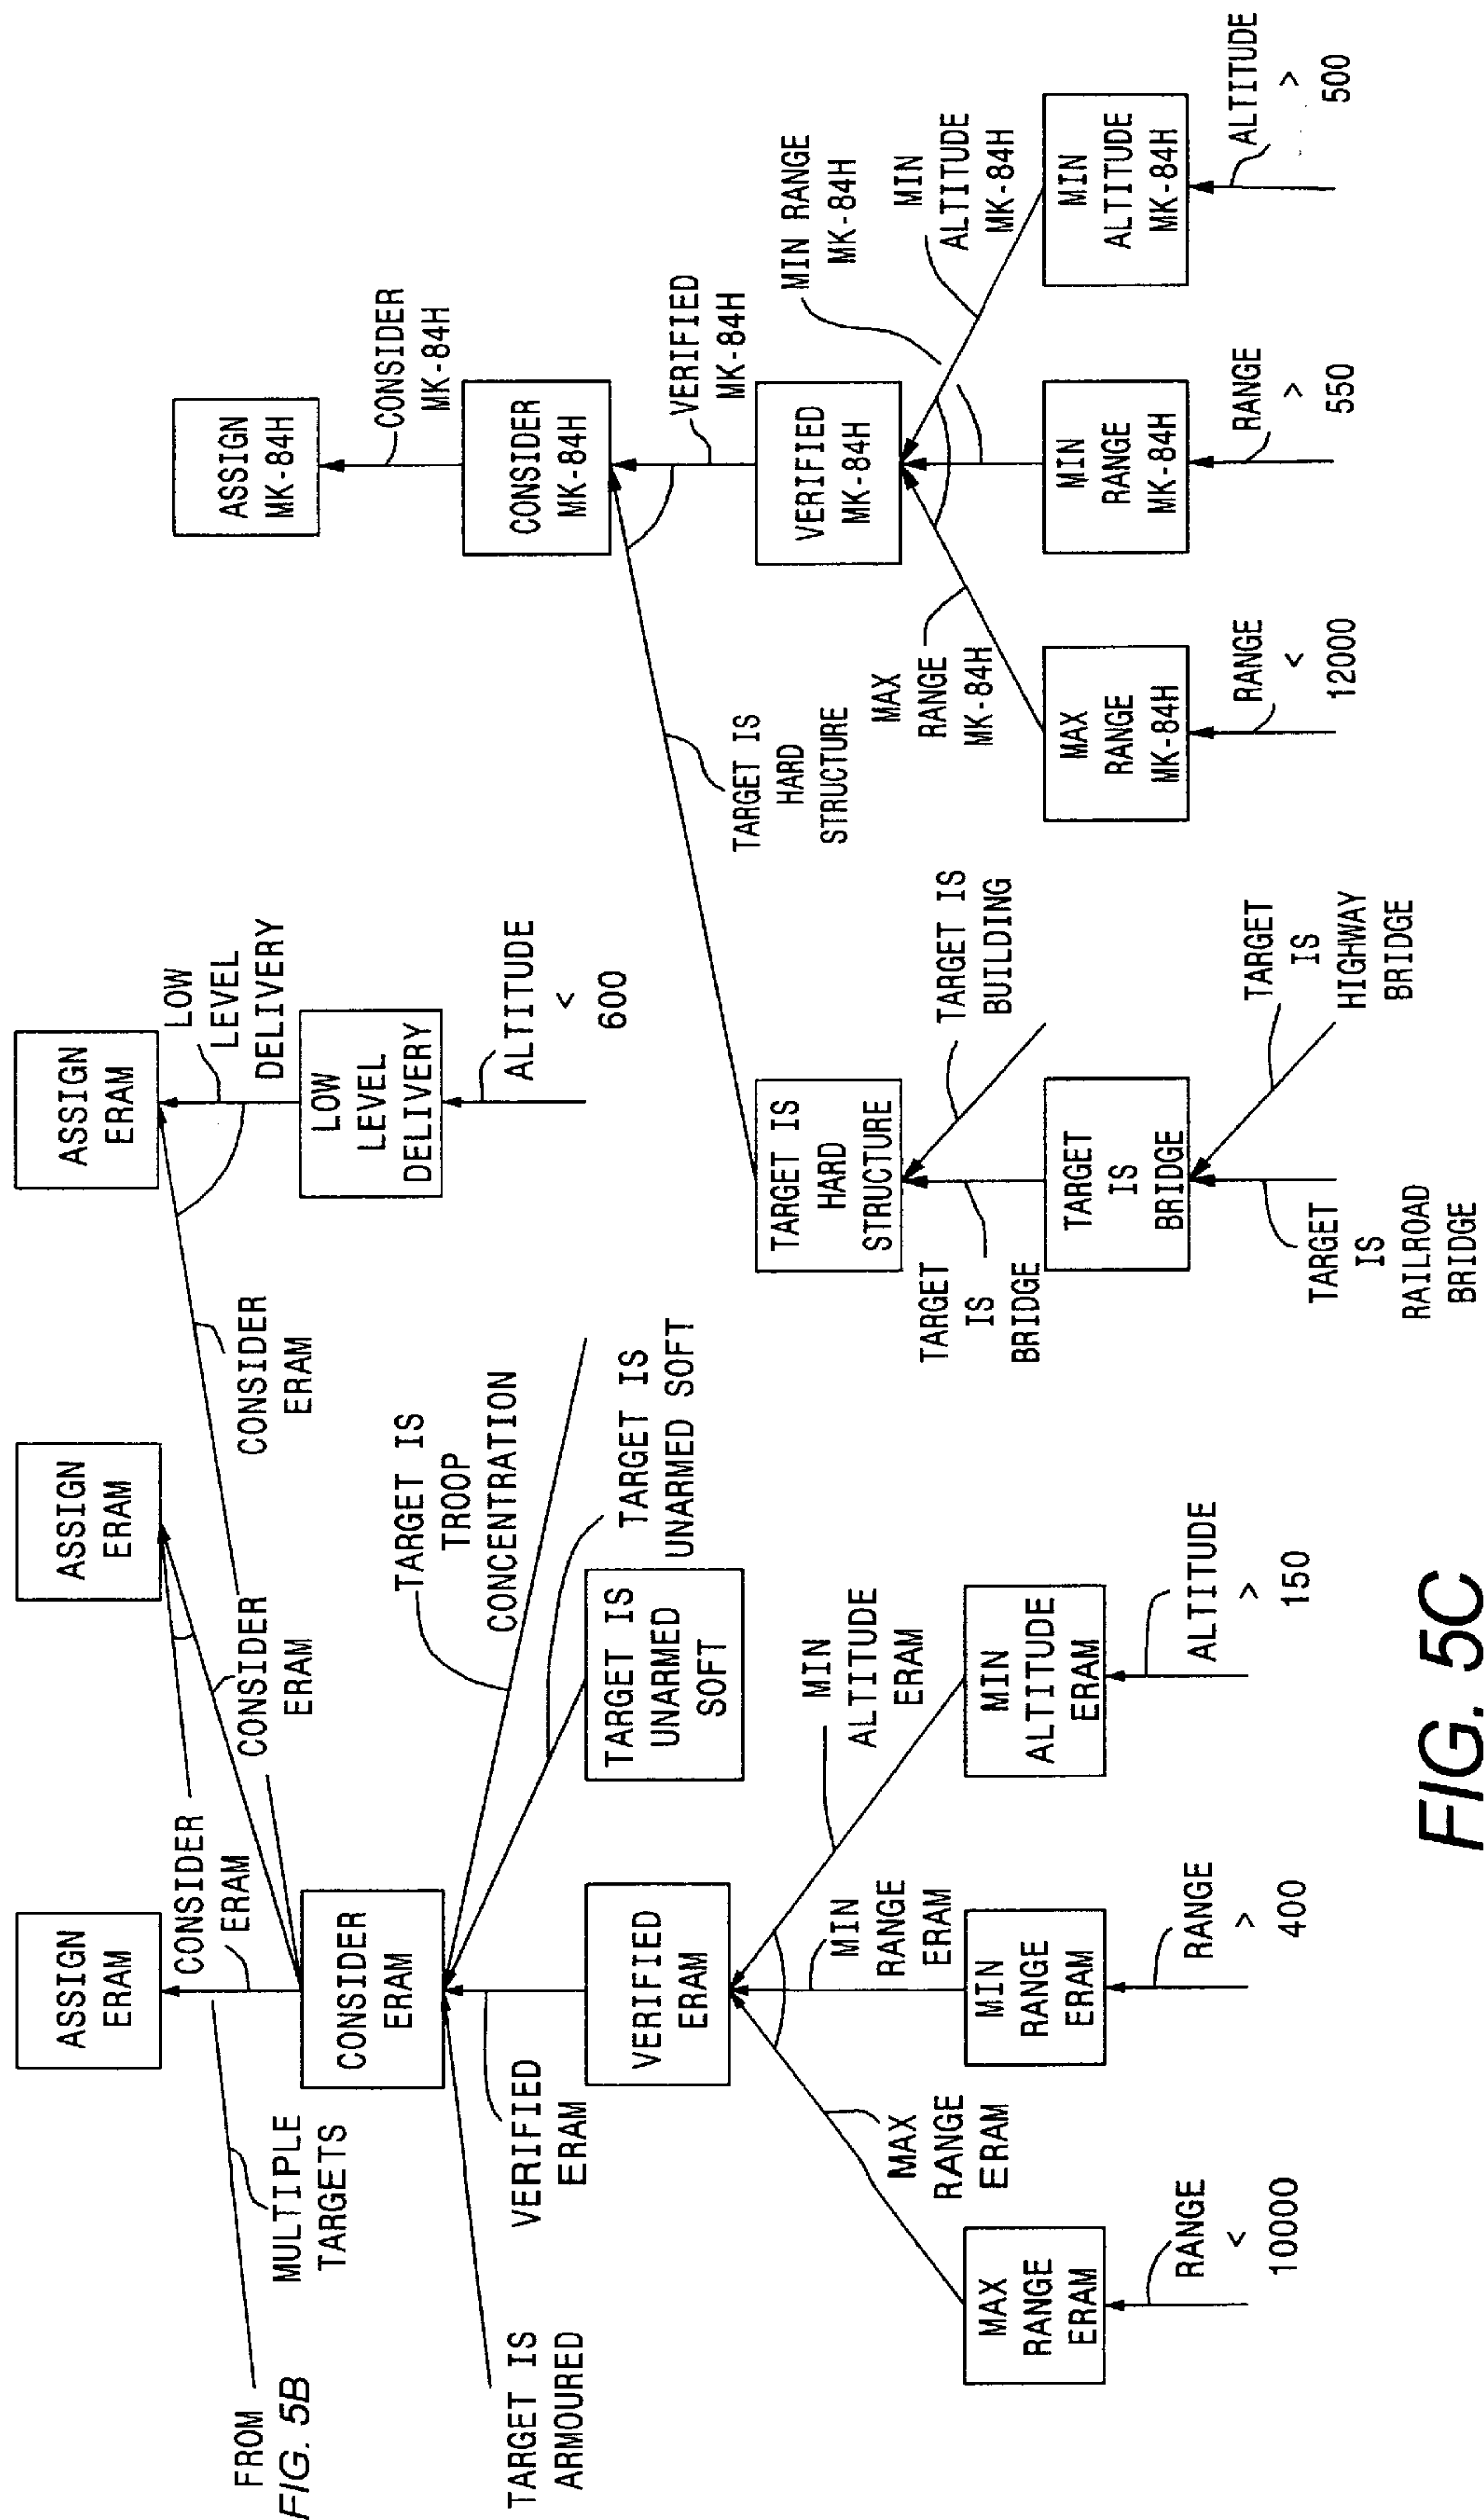 ASSIGN
ERAM
ASSIGN
ERAM
ASSIGN
ERAM
FROM
FIG. 5B
MULTIPLE
TARGETS
CONSIDER
ERAM
CONSIDER
ERAM
CONSIDER
ERAM
LOW
LEVEL
DELIVERY
CONSIDER
ERAM
LOW
LEVEL
DELIVERY
ALTITUDE
<
600
TARGET IS
ARMOURED
VERIFIED
ERAM
TARGET IS
TROOP
CONCENTRATION
TARGET IS
UNARMED SOFT
VERIFIED
ERAM
TARGET IS
UNARMED
SOFT
MAX
RANGE
ERAM
MIN
RANGE
ERAM
MIN
ALTITUDE
ERAM
MAX
RANGE
ERAM
MIN
RANGE
ERAM
MIN
ALTITUDE
ERAM
RANGE
<
10000
RANGE
>
400
ALTITUDE
>
150
ASSIGN
MK-84H
CONSIDER
MK-84H
CONSIDER
MK-84H
VERIFIED
MK-84H
TARGET IS
HARD
STRUCTURE
TARGET IS
HARD
STRUCTURE
VERIFIED
MK-84H
TARGET
IS
BRIDGE
TARGET IS
BUILDING
MAX
RANGE
MK-84H
MIN RANGE
MK-84H
MIN
ALTITUDE
MK-84H
TARGET
IS
BRIDGE
MAX
RANGE
MK-84H
MIN
RANGE
MK-84H
MIN
ALTITUDE
MK-84H
TARGET
IS
RAILROAD
BRIDGE
TARGET
IS
HIGHWAY
BRIDGE
RANGE
<
12000
RANGE
>
550
ALTITUDE
>
500
FIG. 5C